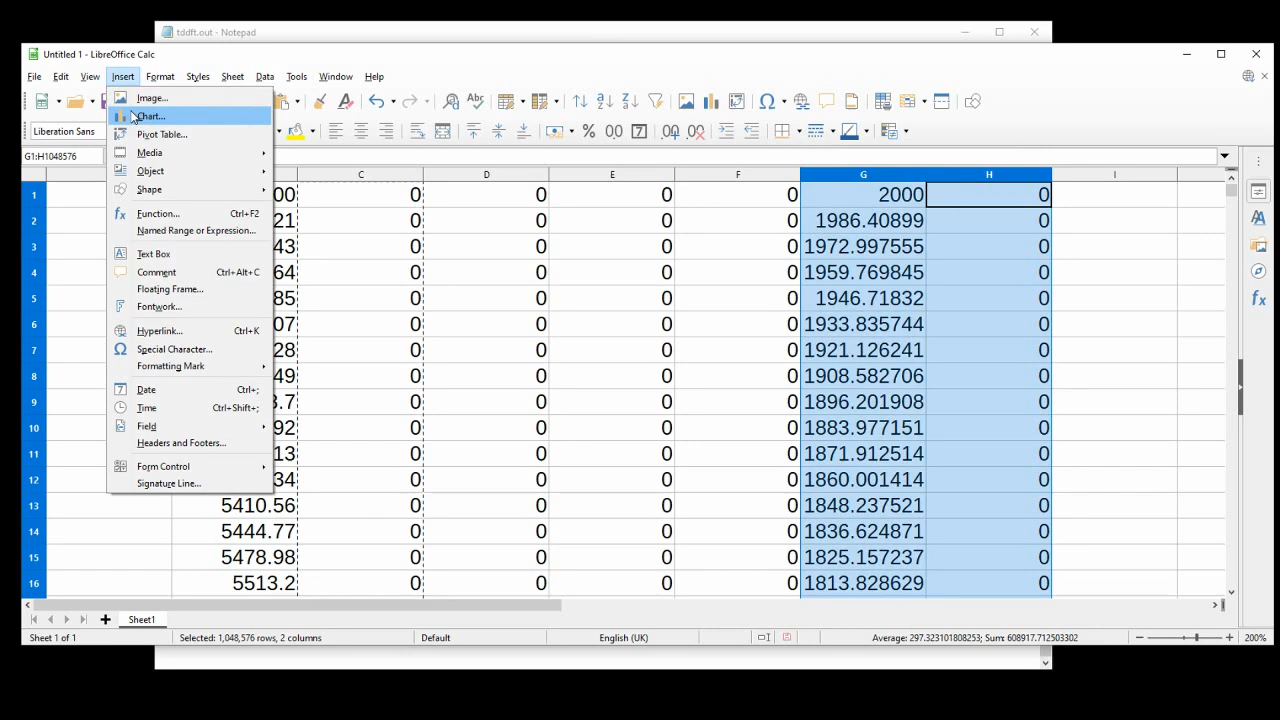 tddft.out - Notepad
Untitled 1 - LibreOffice Calc
File Edit View Insert Format Styles Sheet Data Tools Window Help
Image...
Chart...
Pivot Table...
Media
Object
Shape
Function... Ctrl+F2
Named Range or Expression...
Text Box
Comment Ctrl+Alt+C
Floating Frame...
Fontwork...
Hyperlink... Ctrl+K
Special Character...
Formatting Mark
Date Ctrl+;
Time Ctrl+Shift+;
Field
Headers and Footers...
Form Control
Signature Line...
Liberation Sans
G1:H1048576
C D E F G H I
1 00 0 0 0 0 2000 0
2 21 0 0 0 0 1986.40899 0
3 43 0 0 0 0 1972.997555 0
4 64 0 0 0 0 1959.769845 0
5 85 0 0 0 0 1946.71832 0
6 07 0 0 0 0 1933.835744 0
7 28 0 0 0 0 1921.126241 0
8 49 0 0 0 0 1908.582706 0
9 3.7 0 0 0 0 1896.201908 0
10 92 0 0 0 0 1883.977151 0
11 13 0 0 0 0 1871.912514 0
12 34 0 0 0 0 1860.001414 0
13 5410.56 0 0 0 0 1848.237521 0
14 5444.77 0 0 0 0 1836.624871 0
15 5478.98 0 0 0 0 1825.157237 0
16 5513.2 0 0 0 0 1813.828629 0
Sheet1
Sheet 1 of 1 Selected: 1,048,576 rows, 2 columns Default English (UK) Average: 297.323101808253; Sum: 608917.712503302 200%